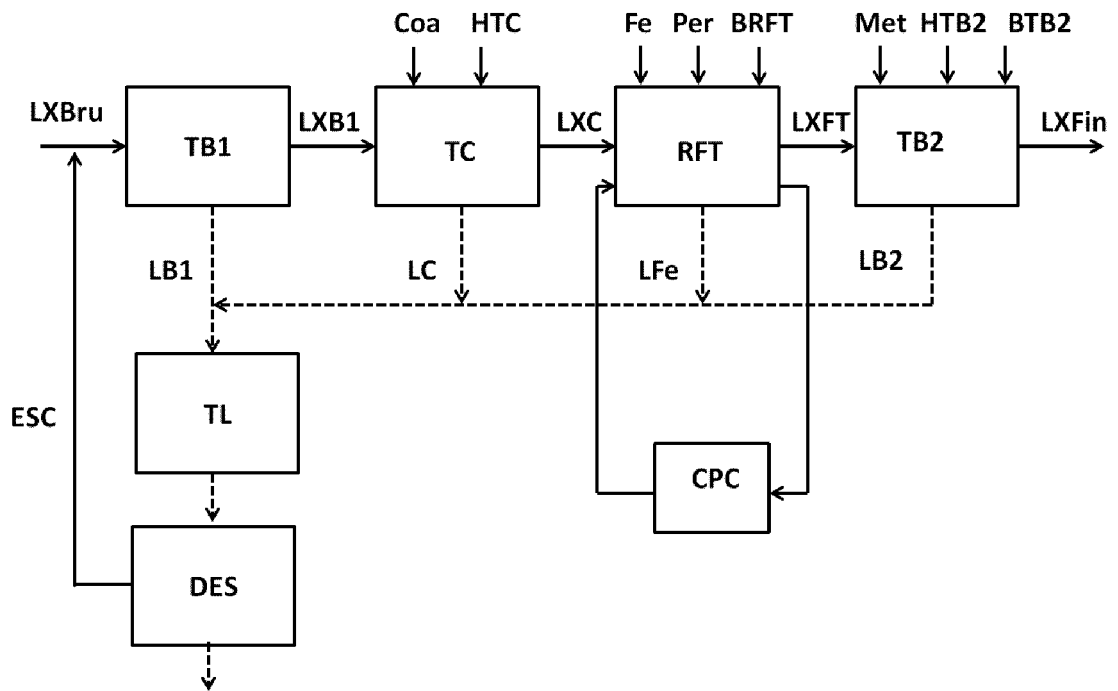 Coa HTC Fe Per BRFT Met HTB2 BTB2
LXBru LXB1 LXC LXFT LXFin
TB1 TC RFT TB2
LB1 LC LFe LB2
TL
ESC
CPC
DES